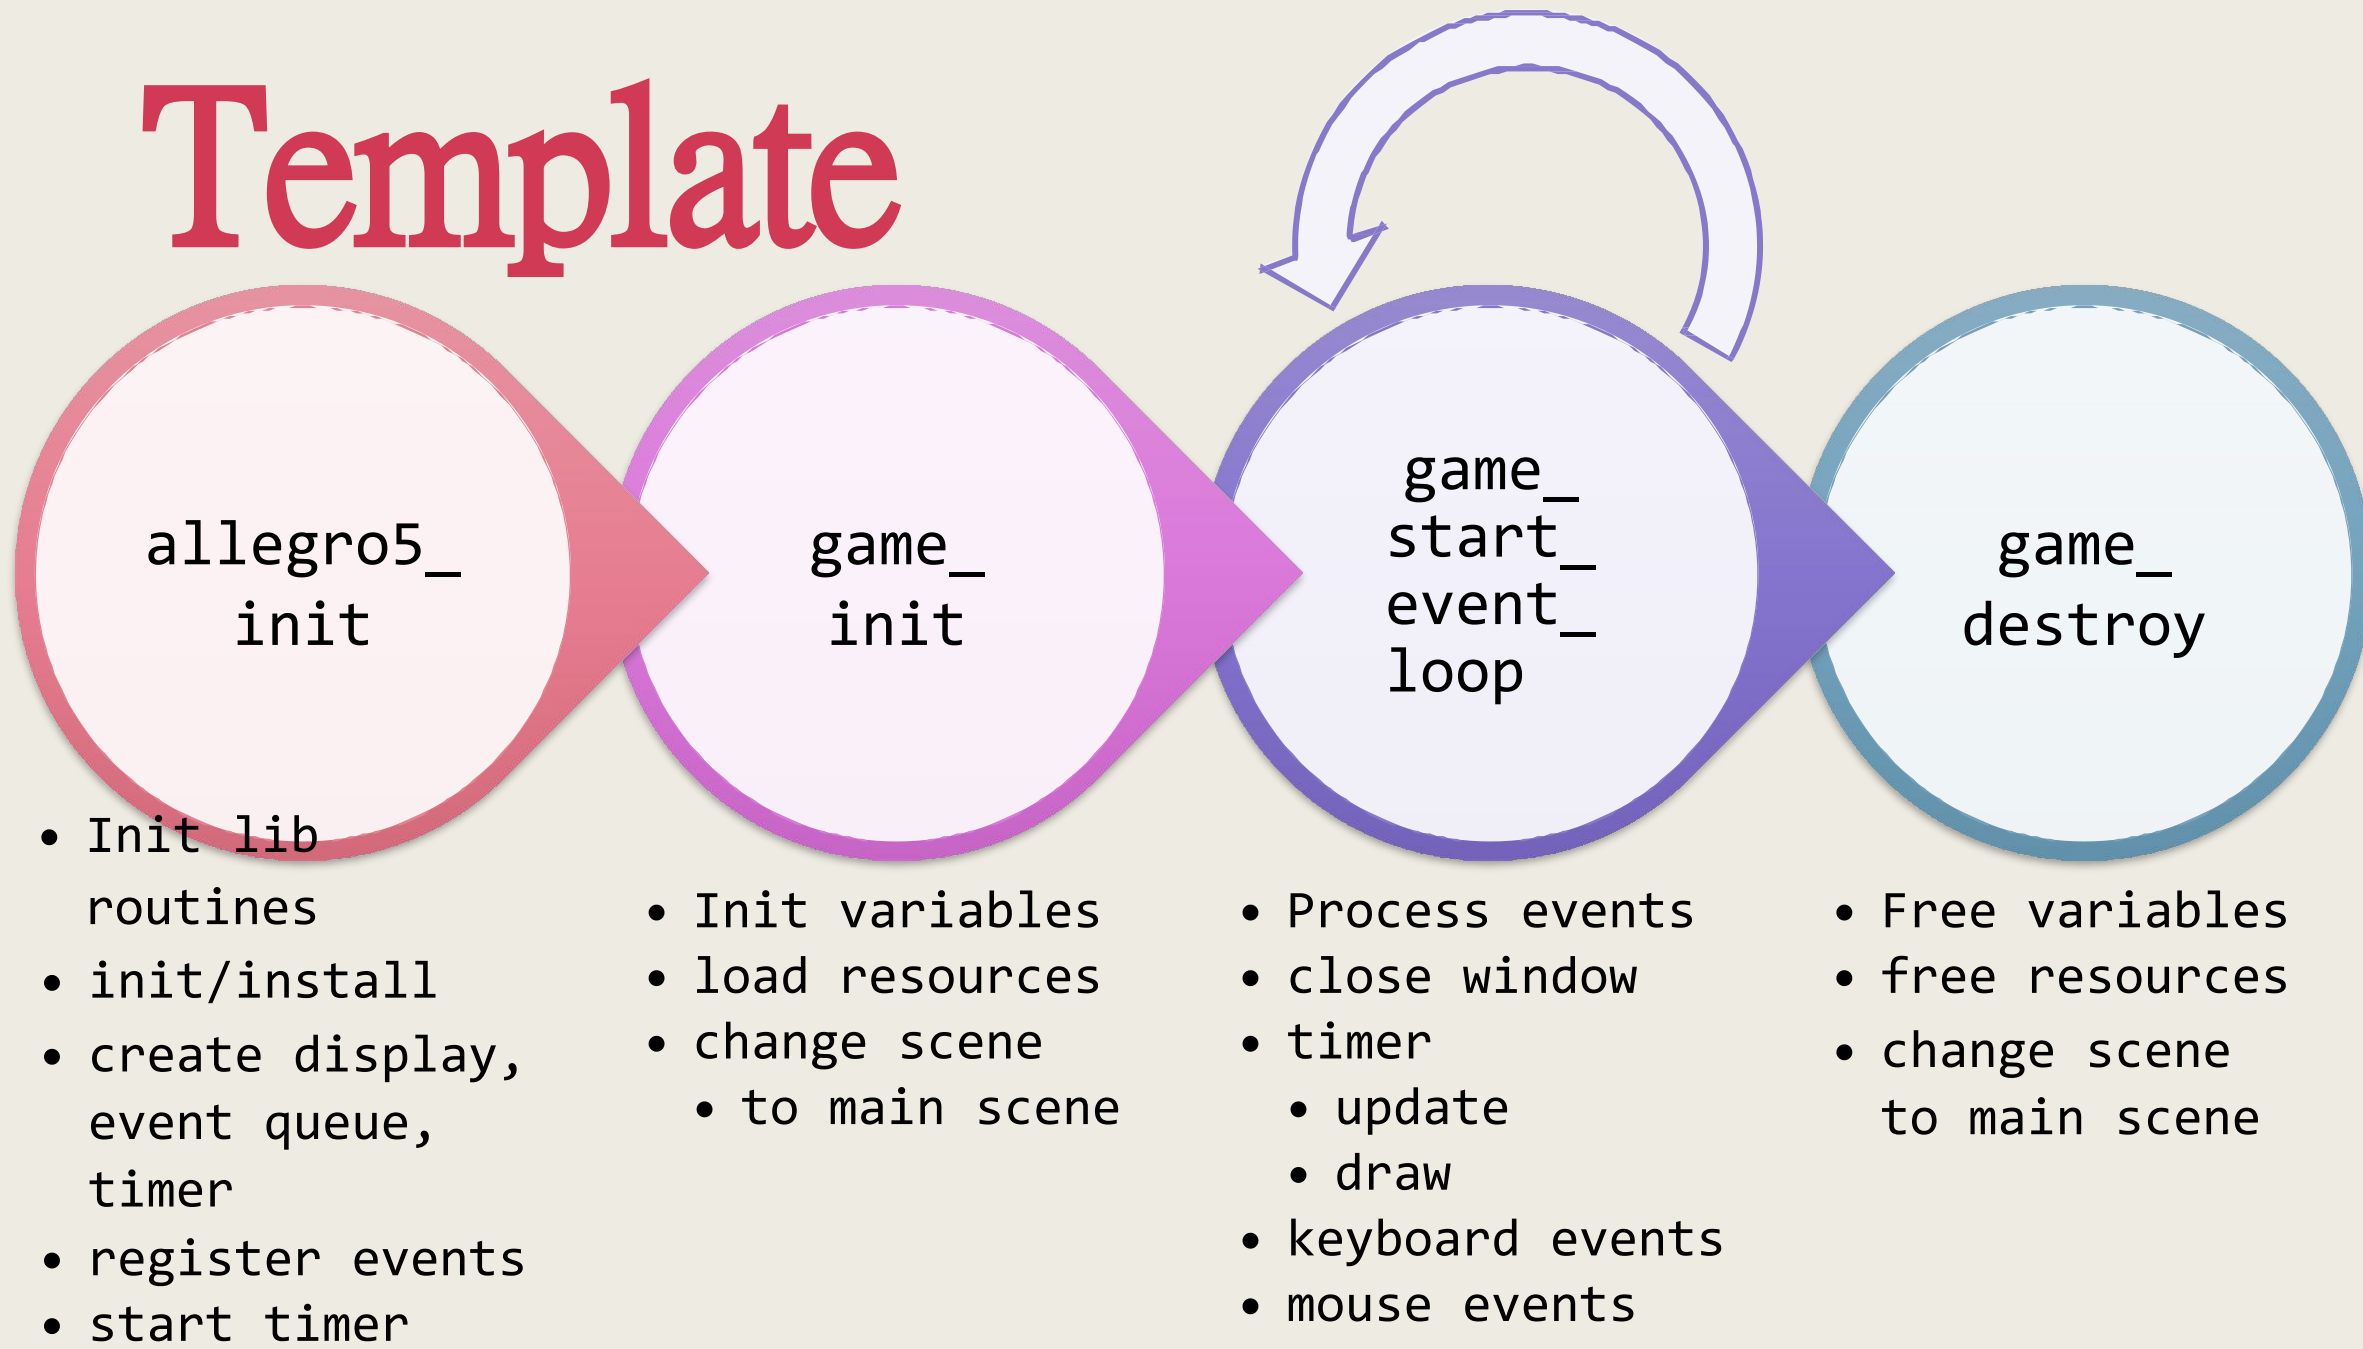 Template
allegro5_
init
game_
init
game_
start_
event_
loop
game_
destroy
• Init lib
routines
• init/install
• create display,
event queue,
timer
• register events
• start timer
• Init variables
• load resources
• change scene
• to main scene
• Process events
• close window
• timer
• update
• draw
• keyboard events
• mouse events
• Free variables
• free resources
• change scene
to main scene